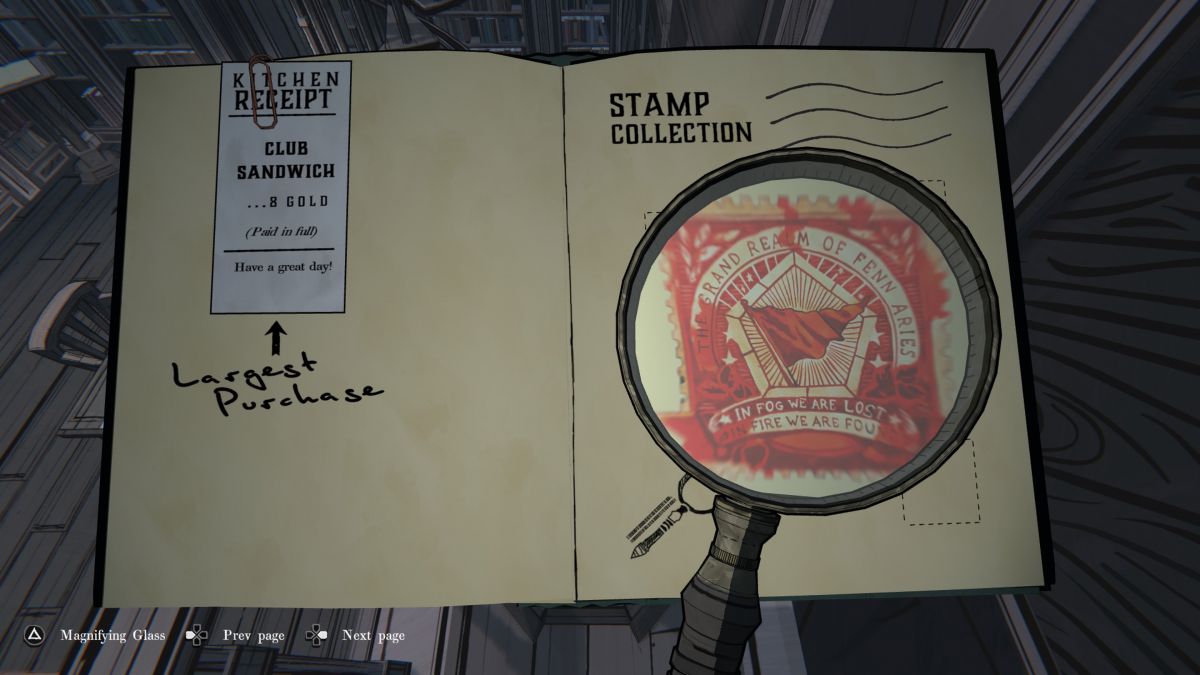 KITCHEN
RECEIPT
CLUB
SANDWICH
...8 GOLD
(Paid in full)
Have a great day!
Largest
Purchase
STAMP
COLLECTION
THE GRAND REALM OF FENN ARIES
IN FOG WE ARE LOST
IN FIRE WE ARE FOU
Magnifying Glass
Prev page
Next page